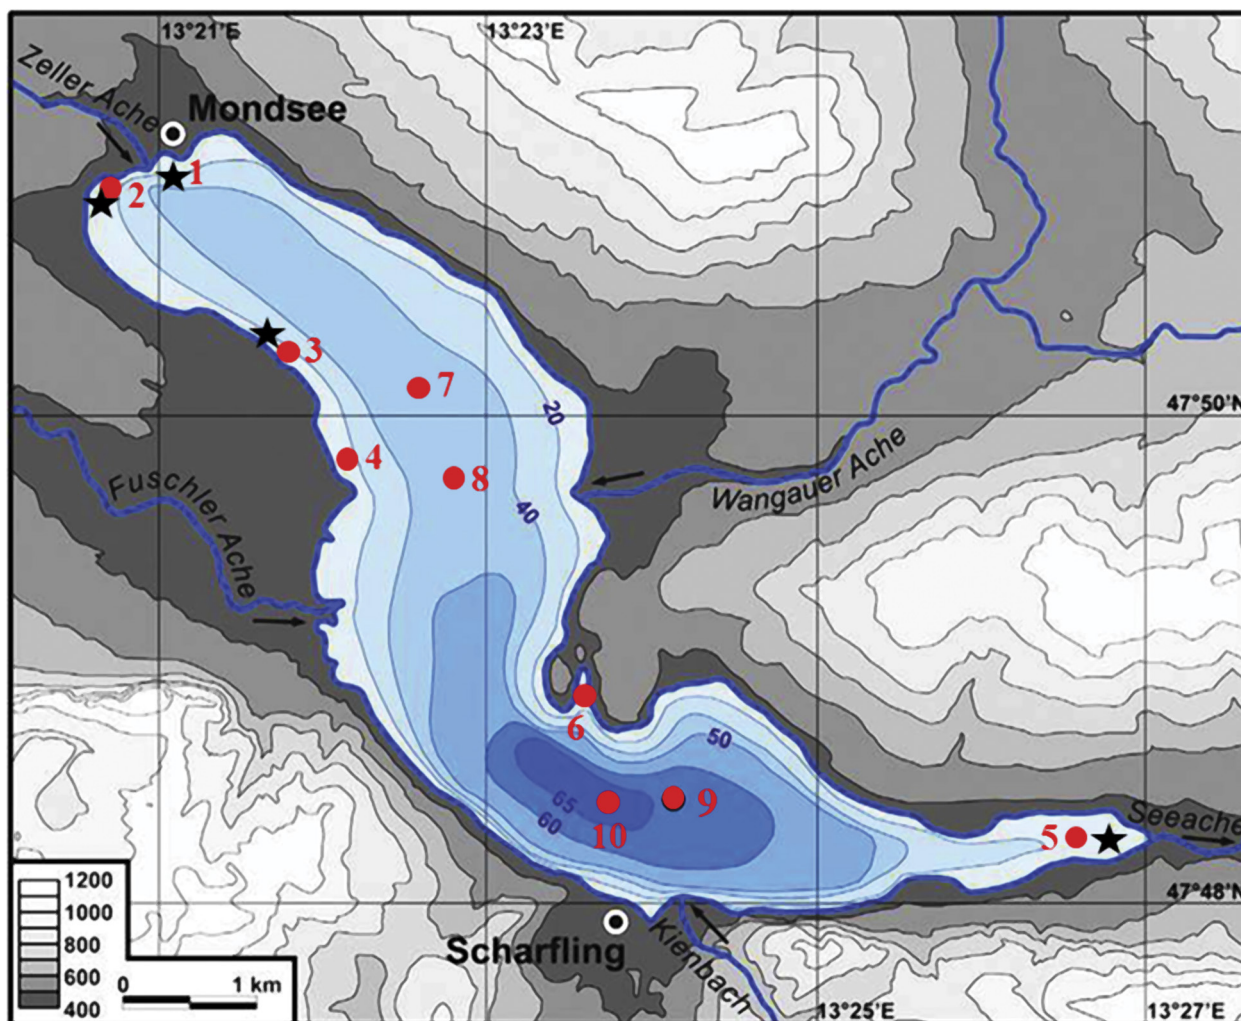 13°21'E
13°23'E
Zeller Ache
Mondsee
1
2
3
7
20
47°50'N
4
8
Fuschler Ache
40
Wangauer Ache
6
50
65
60
10
9
5
Seeache
47°48'N
Scharfling
Kienbach
1200
1000
800
600
400
0
1 km
13°25'E
13°27'E